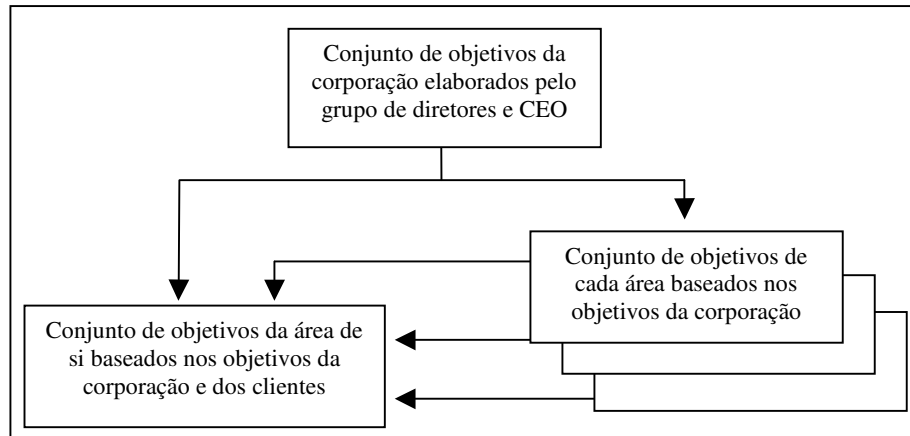 Conjunto de objetivos da
corporação elaborados pelo
grupo de diretores e CEO
Conjunto de objetivos de
cada área baseados nos
objetivos da corporação
Conjunto de objetivos da área de
si baseados nos objetivos da
corporação e dos clientes